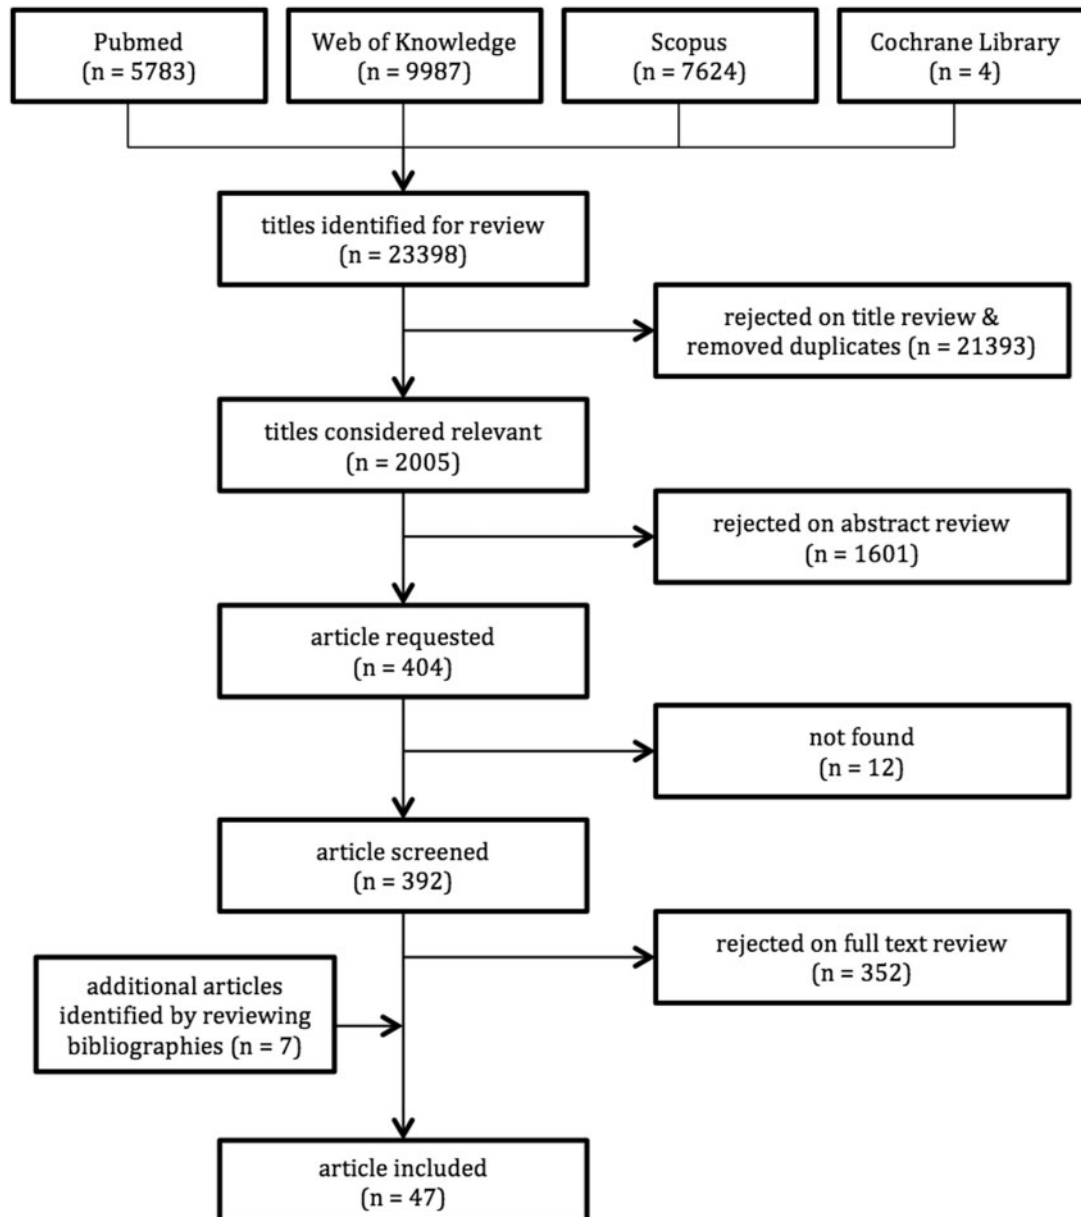 Pubmed
(n = 5783)
Web of Knowledge
(n = 9987)
Scopus
(n = 7624)
Cochrane Library
(n = 4)
titles identified for review
(n = 23398)
rejected on title review &
removed duplicates (n = 21393)
titles considered relevant
(n = 2005)
rejected on abstract review
(n = 1601)
article requested
(n = 404)
not found
(n = 12)
article screened
(n = 392)
rejected on full text review
(n = 352)
additional articles
identified by reviewing
bibliographies (n = 7)
article included
(n = 47)